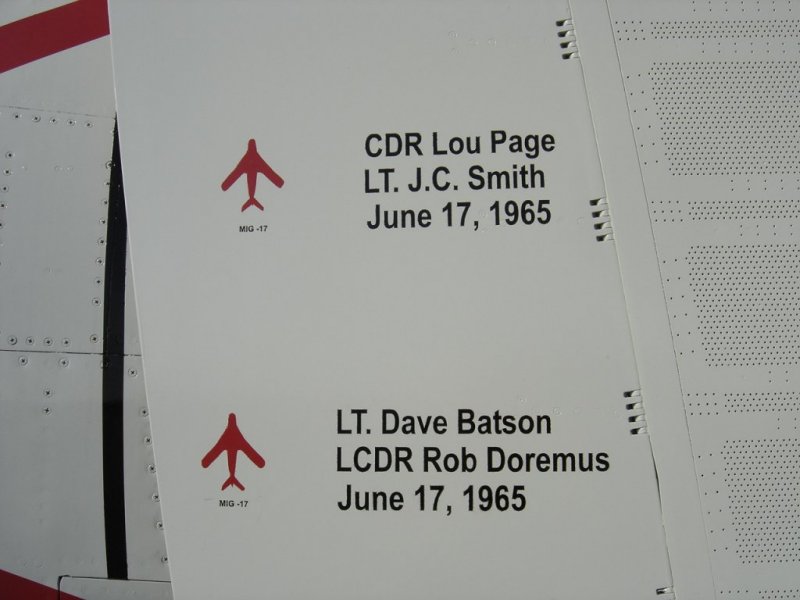 CDR Lou Page
LT. J.C. Smith
June 17, 1965
MIG -17
LT. Dave Batson
LCDR Rob Doremus
June 17, 1965
MIG -17